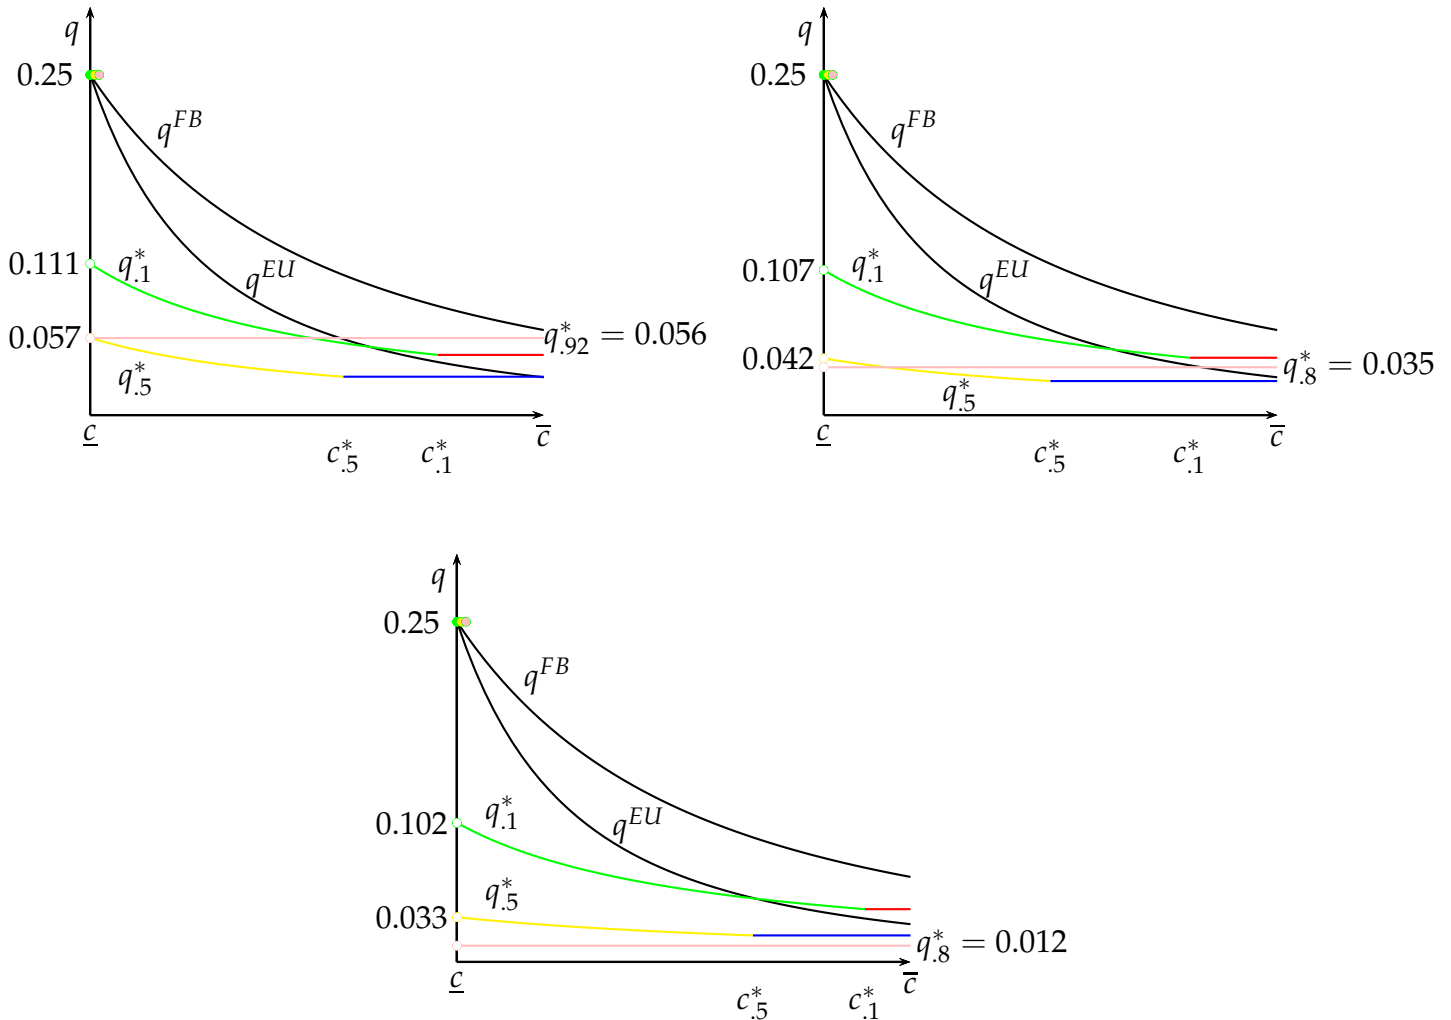 q
0.25
q^{FB}
0.111
q^*_{.1}
q^{EU}
0.057
q^*_{.92} = 0.056
q^*_{.5}
c̲
c̅
c^*_{.5}
c^*_{.1}
q
0.25
q^{FB}
0.107
q^*_{.1}
q^{EU}
0.042
q^*_{.8} = 0.035
q^*_{.5}
c̲
c̅
c^*_{.5}
c^*_{.1}
q
0.25
q^{FB}
0.102
q^*_{.1}
q^{EU}
q^*_{.5}
0.033
q^*_{.8} = 0.012
c̲
c̅
c^*_{.5}
c^*_{.1}